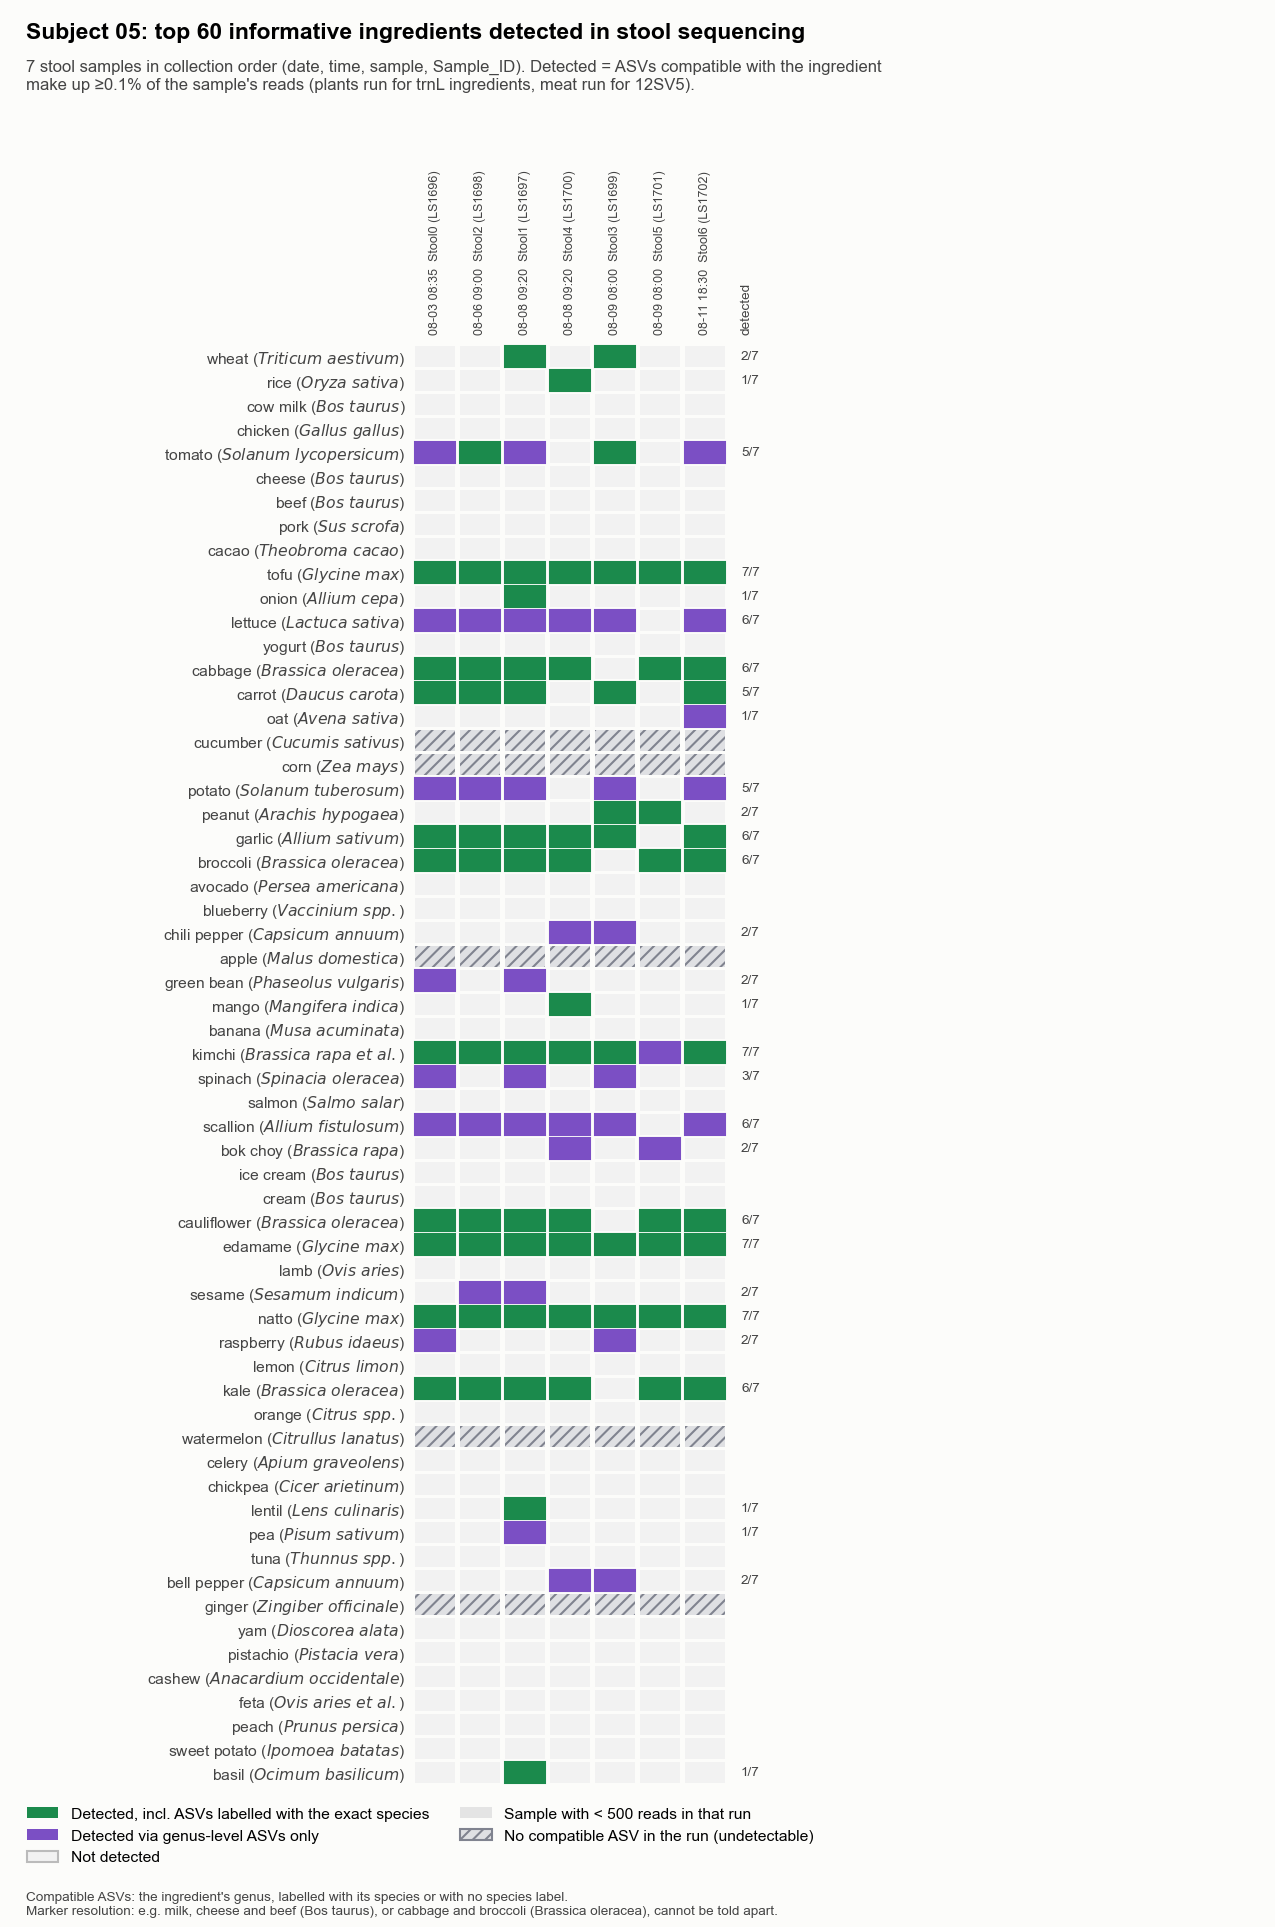 Subject 05: top 60 informative ingredients detected in stool sequencing
7 stool samples in collection order (date, time, sample, Sample_ID). Detected = ASVs compatible with the ingredient
make up ≥0.1% of the sample's reads (plants run for trnL ingredients, meat run for 12SV5).
08-03 08:35 Stool0 (LS1696)
08-06 09:00 Stool2 (LS1698)
08-08 09:20 Stool1 (LS1697)
08-08 09:20 Stool4 (LS1700)
08-09 08:00 Stool3 (LS1699)
08-09 08:00 Stool5 (LS1701)
08-11 18:30 Stool6 (LS1702)
detected
wheat (Triticum aestivum) 2/7
rice (Oryza sativa) 1/7
cow milk (Bos taurus)
chicken (Gallus gallus)
tomato (Solanum lycopersicum) 5/7
cheese (Bos taurus)
beef (Bos taurus)
pork (Sus scrofa)
cacao (Theobroma cacao)
tofu (Glycine max) 7/7
onion (Allium cepa) 1/7
lettuce (Lactuca sativa) 6/7
yogurt (Bos taurus)
cabbage (Brassica oleracea) 6/7
carrot (Daucus carota) 5/7
oat (Avena sativa) 1/7
cucumber (Cucumis sativus)
corn (Zea mays)
potato (Solanum tuberosum) 5/7
peanut (Arachis hypogaea) 2/7
garlic (Allium sativum) 6/7
broccoli (Brassica oleracea) 6/7
avocado (Persea americana)
blueberry (Vaccinium spp. )
chili pepper (Capsicum annuum) 2/7
apple (Malus domestica)
green bean (Phaseolus vulgaris) 2/7
mango (Mangifera indica) 1/7
banana (Musa acuminata)
kimchi (Brassica rapa et al. ) 7/7
spinach (Spinacia oleracea) 3/7
salmon (Salmo salar)
scallion (Allium fistulosum) 6/7
bok choy (Brassica rapa) 2/7
ice cream (Bos taurus)
cream (Bos taurus)
cauliflower (Brassica oleracea) 6/7
edamame (Glycine max) 7/7
lamb (Ovis aries)
sesame (Sesamum indicum) 2/7
natto (Glycine max) 7/7
raspberry (Rubus idaeus) 2/7
lemon (Citrus limon)
kale (Brassica oleracea) 6/7
orange (Citrus spp. )
watermelon (Citrullus lanatus)
celery (Apium graveolens)
chickpea (Cicer arietinum)
lentil (Lens culinaris) 1/7
pea (Pisum sativum) 1/7
tuna (Thunnus spp. )
bell pepper (Capsicum annuum) 2/7
ginger (Zingiber officinale)
yam (Dioscorea alata)
pistachio (Pistacia vera)
cashew (Anacardium occidentale)
feta (Ovis aries et al. )
peach (Prunus persica)
sweet potato (Ipomoea batatas)
basil (Ocimum basilicum) 1/7
Detected, incl. ASVs labelled with the exact species
Detected via genus-level ASVs only
Not detected
Sample with < 500 reads in that run
No compatible ASV in the run (undetectable)
Compatible ASVs: the ingredient's genus, labelled with its species or with no species label.
Marker resolution: e.g. milk, cheese and beef (Bos taurus), or cabbage and broccoli (Brassica oleracea), cannot be told apart.